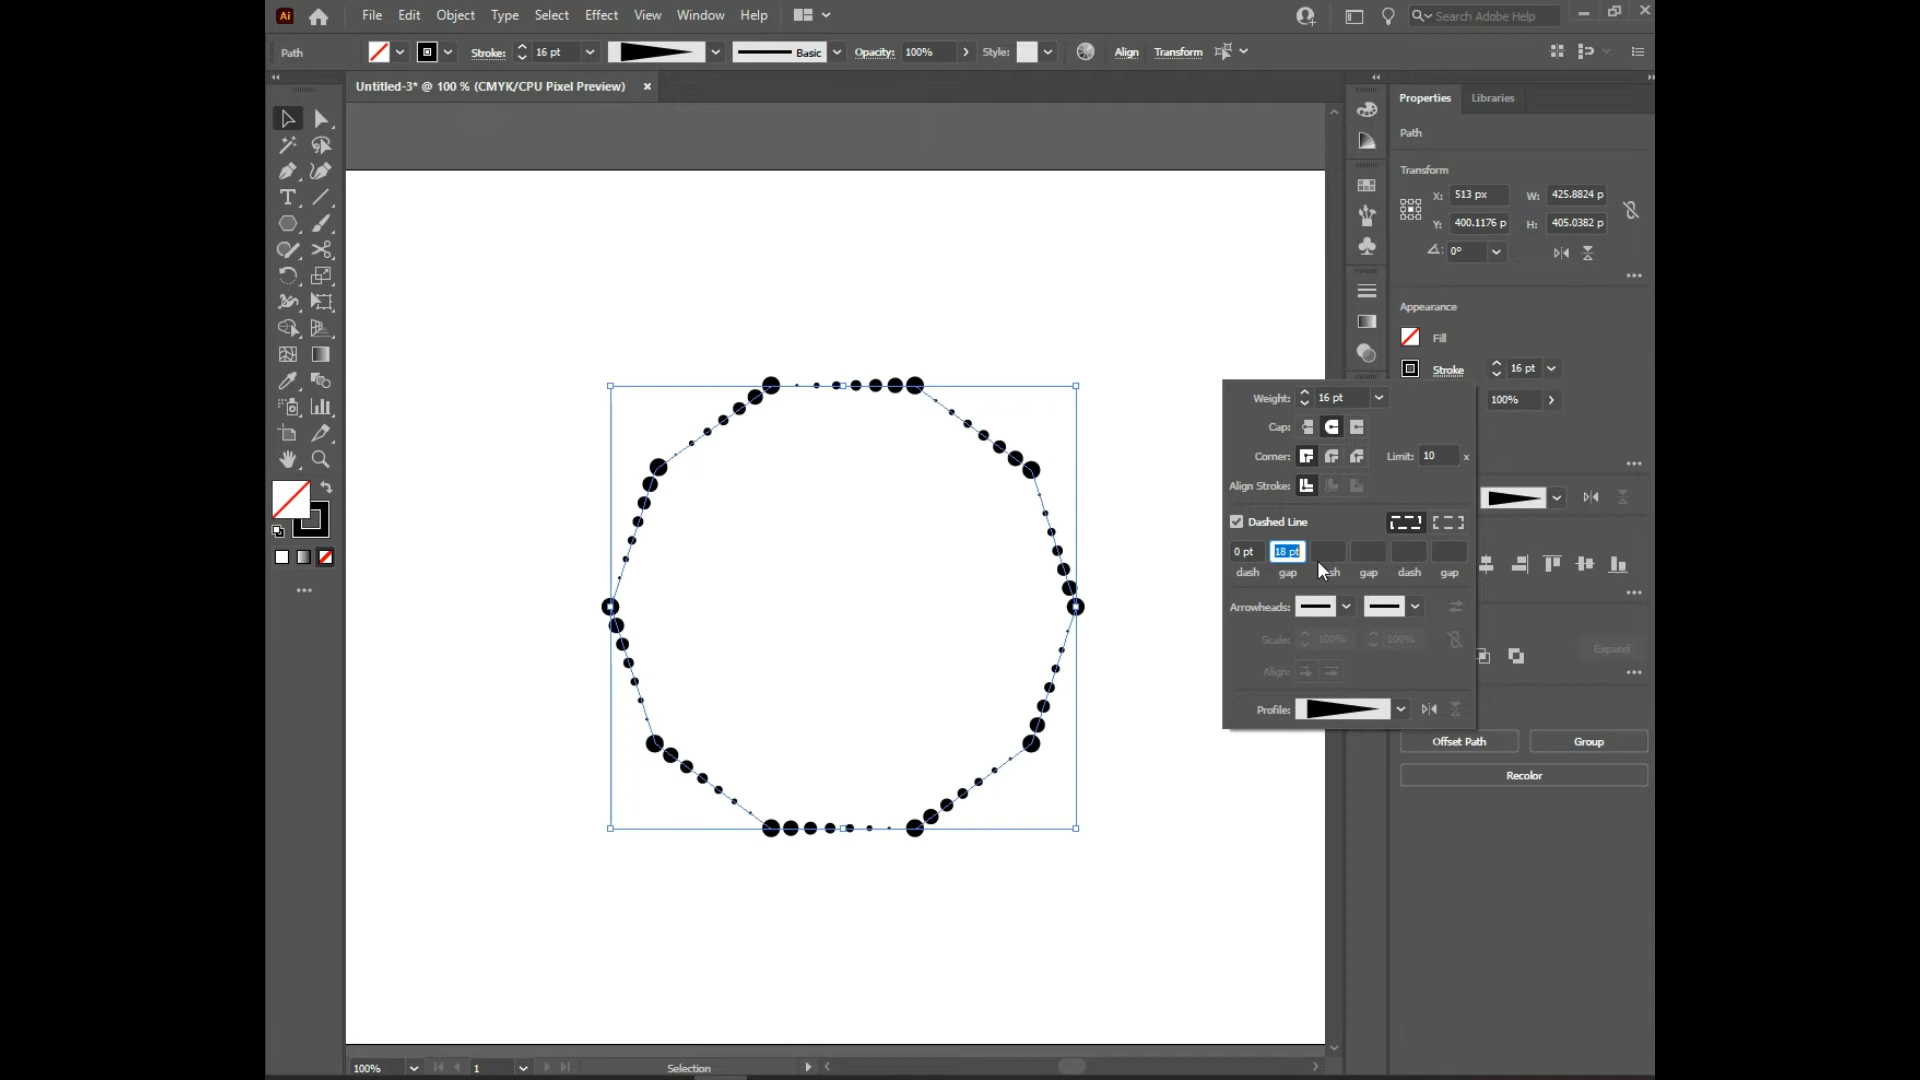 Ai File Edit Object Type Select Effect View Window Help Search Adobe Help
Path Stroke: 16 pt Basic Opacity: 100% Style: Align Transform
Untitled-3* @ 100 % (CMYK/CPU Pixel Preview) ×
Properties Libraries
Path
Transform
X: 513 px W: 425.8824 p
Y: 400.1176 p H: 405.0382 p
0°
Appearance
Fill
Stroke 16 pt
100%
Weight: 16 pt
Cap:
Corner: Limit: 10 x
Align Stroke:
Dashed Line
0 pt 18 pt
dash gap gap dash gap
Arrowheads:
Scale: 100% 100%
Align:
Expand
Profile:
Offset Path Group
Recolor
100% 1 Selection